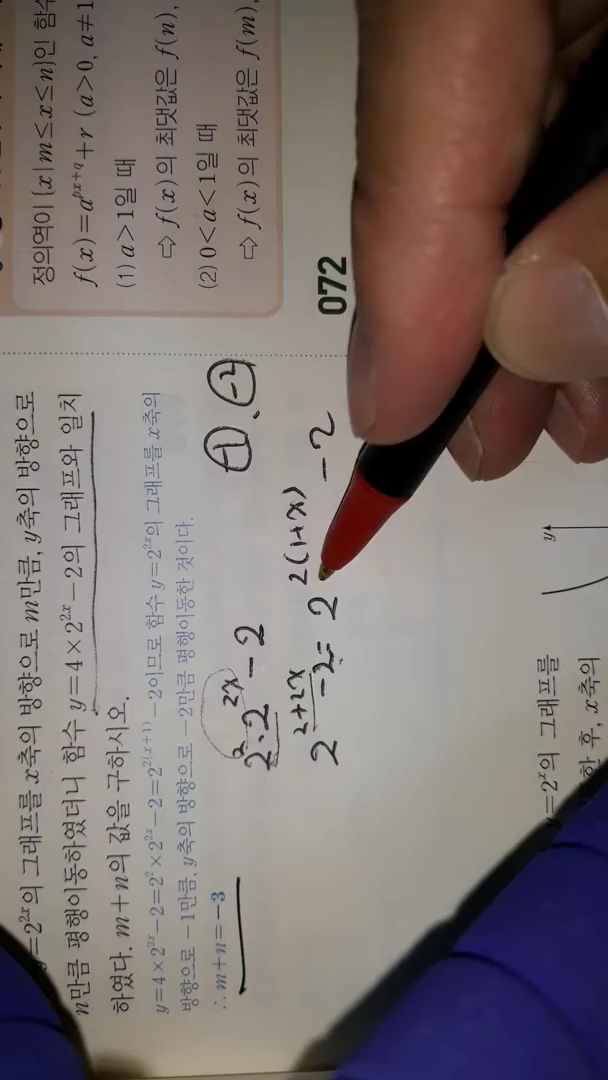 정의역이 {x|m≤x≤n}인 함수
f(x)=a^{px+q}+r (a>0, a≠1
(1) a>1일 때
⇨ f(x)의 최댓값은 f(n),
(2) 0<a<1일 때
⇨ f(x)의 최댓값은 f(m),
072
y=2^{2x}의 그래프를 x축의 방향으로 m만큼, y축의 방향으로
n만큼 평행이동하였더니 함수 y=4×2^{2x}-2의 그래프와 일치
하였다. m+n의 값을 구하시오.
y=4×2^{2x}-2=2^2×2^{2x}-2=2^{2(x+1)}-2이므로 함수 y=2^{2x}의 그래프를 x축의
방향으로 -1만큼, y축의 방향으로 -2만큼 평행이동한 것이다.
∴ m+n=-3
-1, -2
2^2·2^{2x}-2
2^{2+2x}-2=2^{2(1+x)}-2
y
y=2^x의 그래프를
한 후, x축의